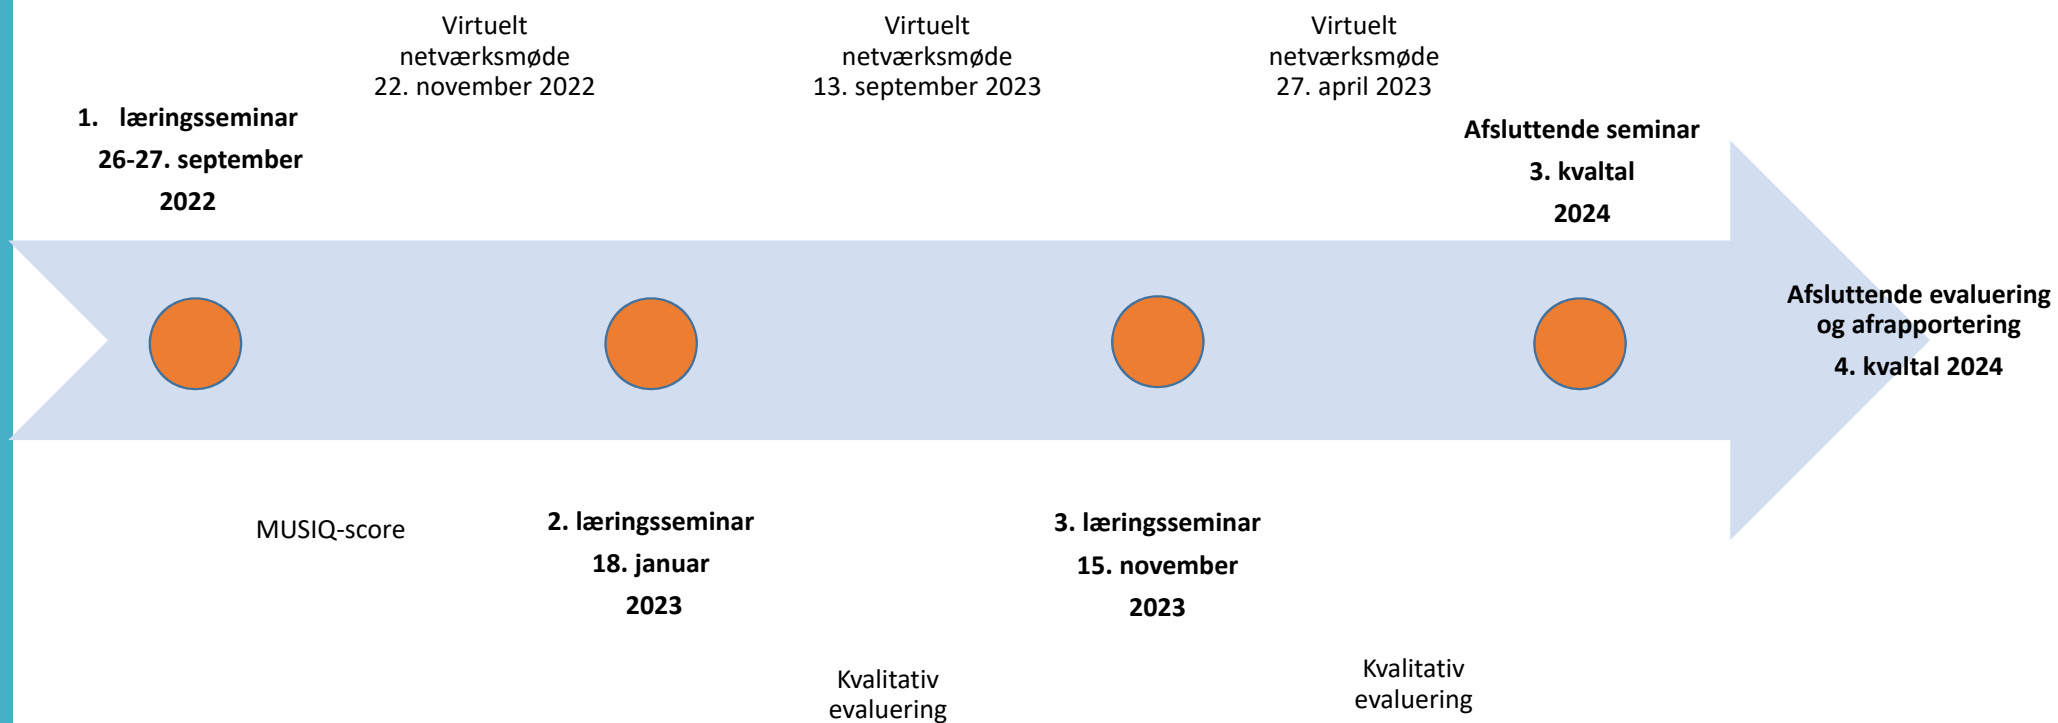 Virtuelt
netværksmøde
22. november 2022
Virtuelt
netværksmøde
13. september 2023
Virtuelt
netværksmøde
27. april 2023
1. læringsseminar
26-27. september
2022
Afsluttende seminar
3. kvaltal
2024
Afsluttende evaluering
og afrapportering
4. kvaltal 2024
MUSIQ-score
2. læringsseminar
18. januar
2023
3. læringsseminar
15. november
2023
Kvalitativ
evaluering
Kvalitativ
evaluering